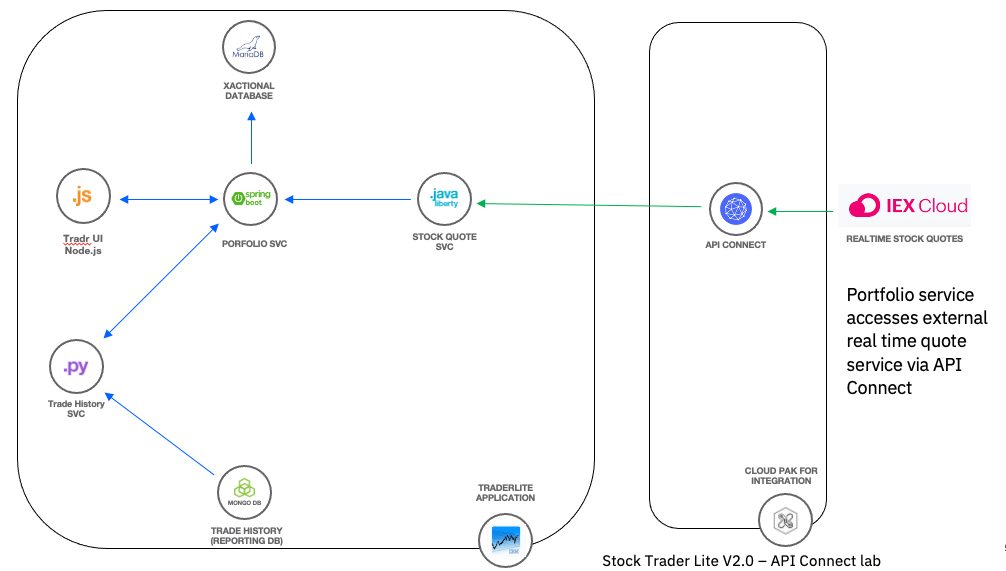 MariaDB
XACTIONAL
DATABASE
.js
Tradr UI
Node.js
spring
boot
PORFOLIO SVC
.java
liberty
STOCK QUOTE
SVC
API CONNECT
IEX Cloud
REALTIME STOCK QUOTES
Portfolio service
accesses external
real time quote
service via API
Connect
.py
Trade History
SVC
MONGO DB
TRADE HISTORY
(REPORTING DB)
TRADERLITE
APPLICATION
CLOUD PAK FOR
INTEGRATION
Stock Trader Lite V2.0 – API Connect lab